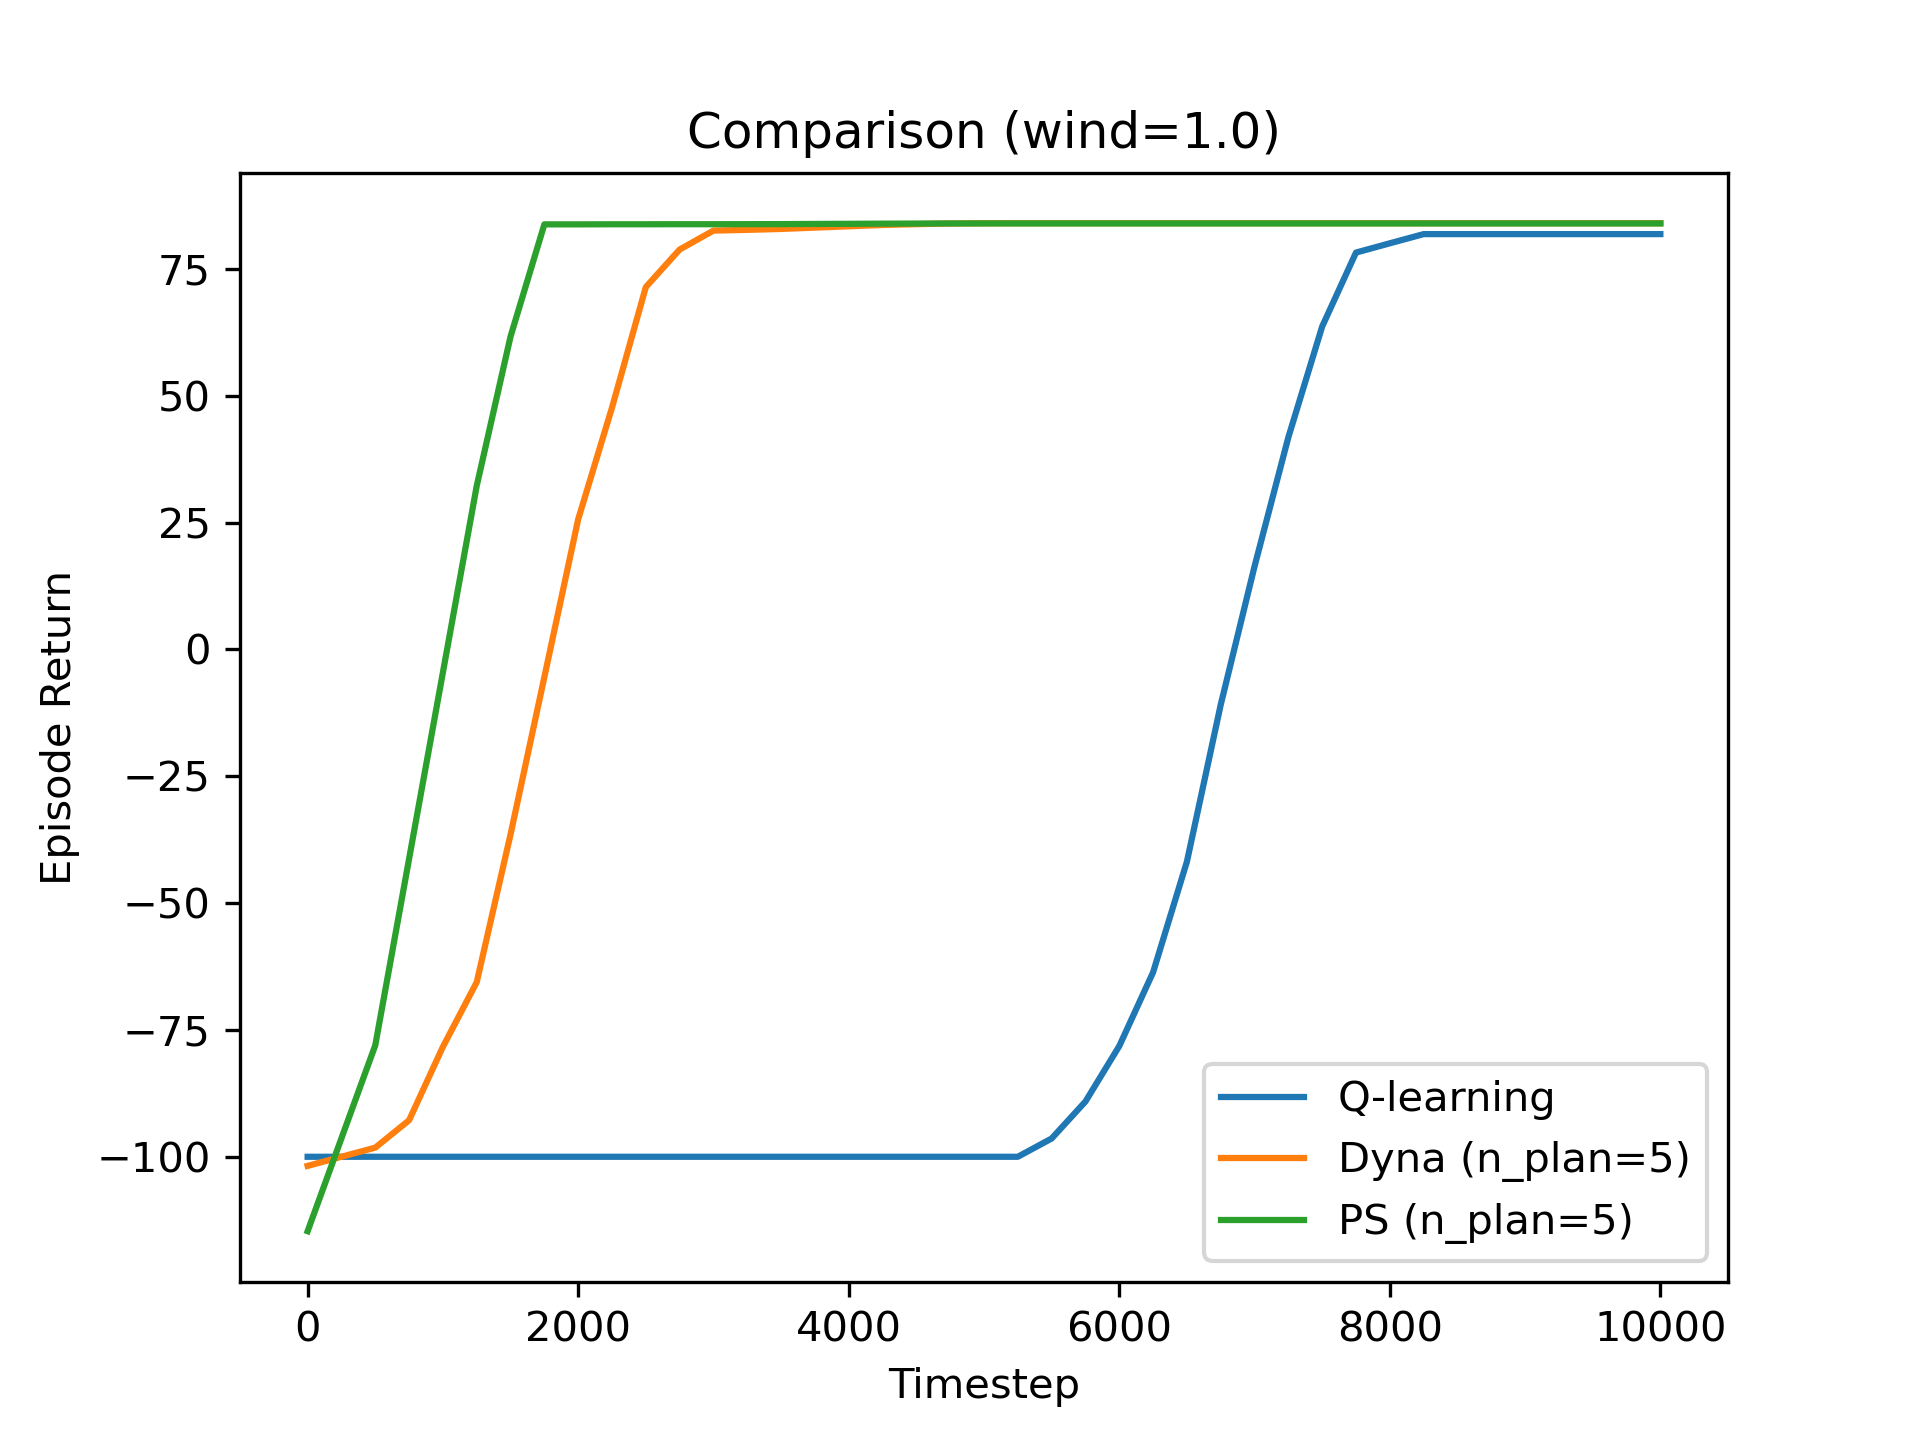 Comparison (wind=1.0)
Episode Return
75
50
25
0
−25
−50
−75
−100
Q-learning
Dyna (n_plan=5)
PS (n_plan=5)
0 2000 4000 6000 8000 10000
Timestep